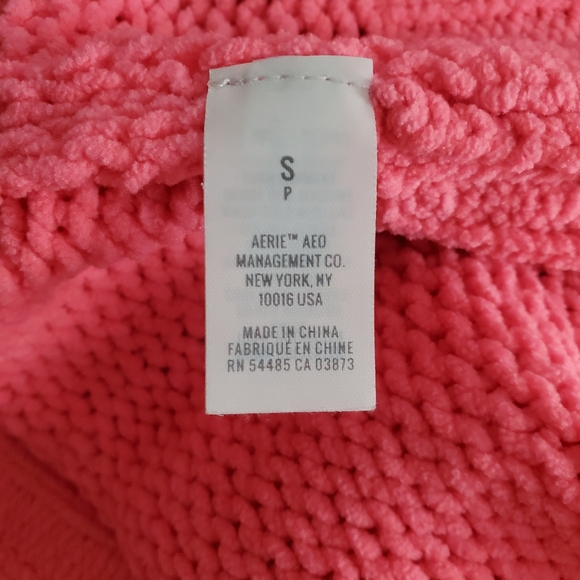 S
P
AERIE™ AEO
MANAGEMENT CO.
NEW YORK, NY
10016 USA
MADE IN CHINA
FABRIQUÉ EN CHINE
RN 54485 CA 03873